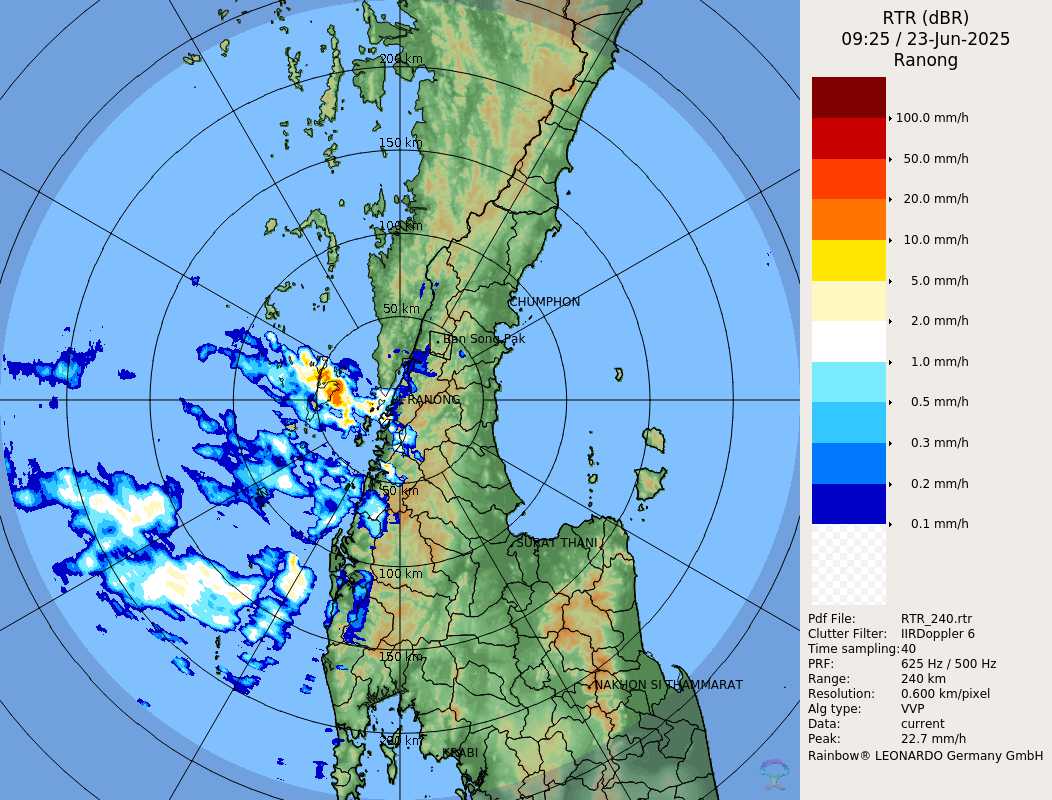 RTR (dBR)
09:25 / 23-Jun-2025
Ranong
100.0 mm/h
50.0 mm/h
20.0 mm/h
10.0 mm/h
5.0 mm/h
2.0 mm/h
1.0 mm/h
0.5 mm/h
0.3 mm/h
0.2 mm/h
0.1 mm/h
Pdf File: RTR_240.rtr
Clutter Filter: IIRDoppler 6
Time sampling:40
PRF: 625 Hz / 500 Hz
Range: 240 km
Resolution: 0.600 km/pixel
Alg type: VVP
Data: current
Peak: 22.7 mm/h
Rainbow® LEONARDO Germany GmbH
200 km
150 km
100 km
CHUMPHON
50 km
Ban Song Pak
RANONG
50 km
SURAT THANI
100 km
150 km
NAKHON SI THAMMARAT
200 km
KRABI